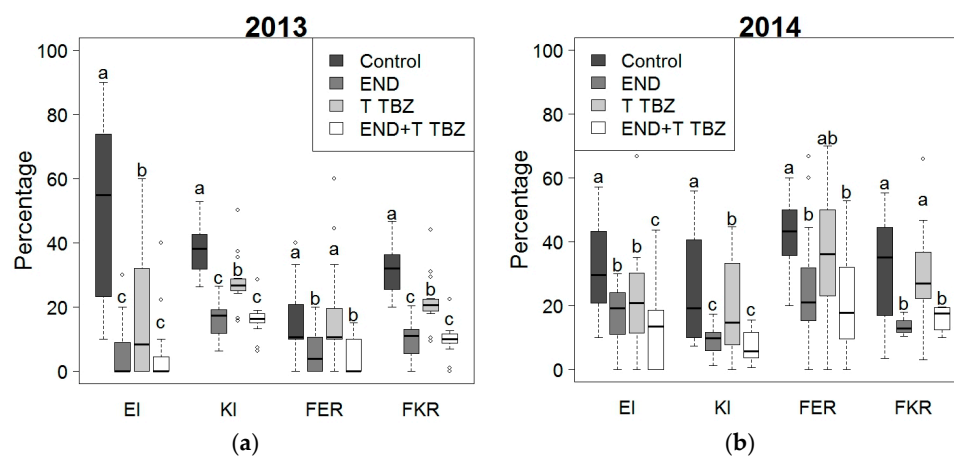 2013
Percentage
100
80
60
40
20
0
Control
END
T TBZ
END+T TBZ
a
c
b
c
a
c
b
c
a
b
a
b
a
c
b
c
EI KI FER FKR
(a)
2014
Percentage
100
80
60
40
20
0
Control
END
T TBZ
END+T TBZ
a
b
b
c
a
c
b
c
a
b
ab
b
a
b
a
b
EI KI FER FKR
(b)